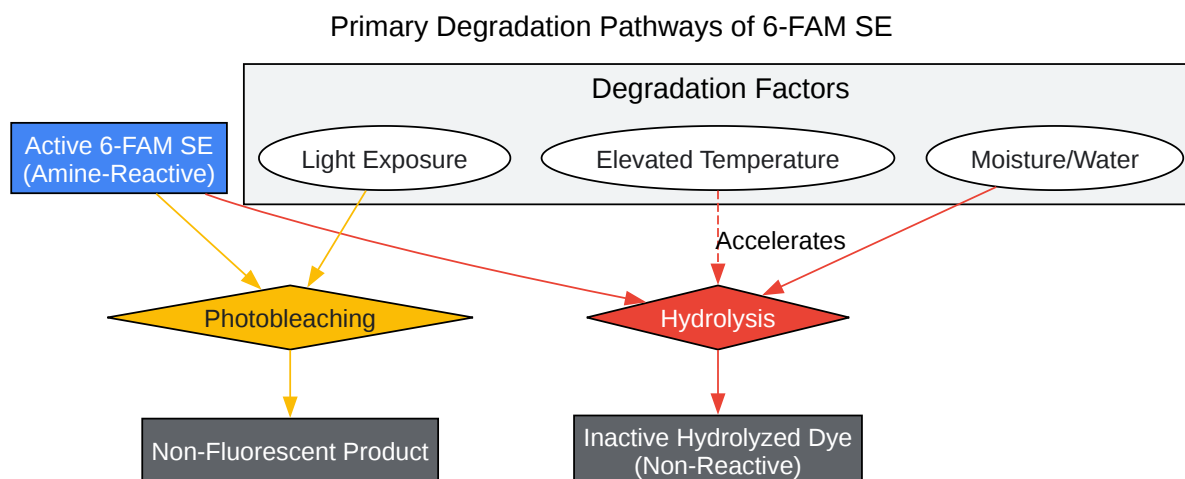 Primary Degradation Pathways of 6-FAM SE
Degradation Factors
Active 6-FAM SE
(Amine-Reactive)
Light Exposure
Elevated Temperature
Moisture/Water
Accelerates
Photobleaching
Hydrolysis
Non-Fluorescent Product
Inactive Hydrolyzed Dye
(Non-Reactive)